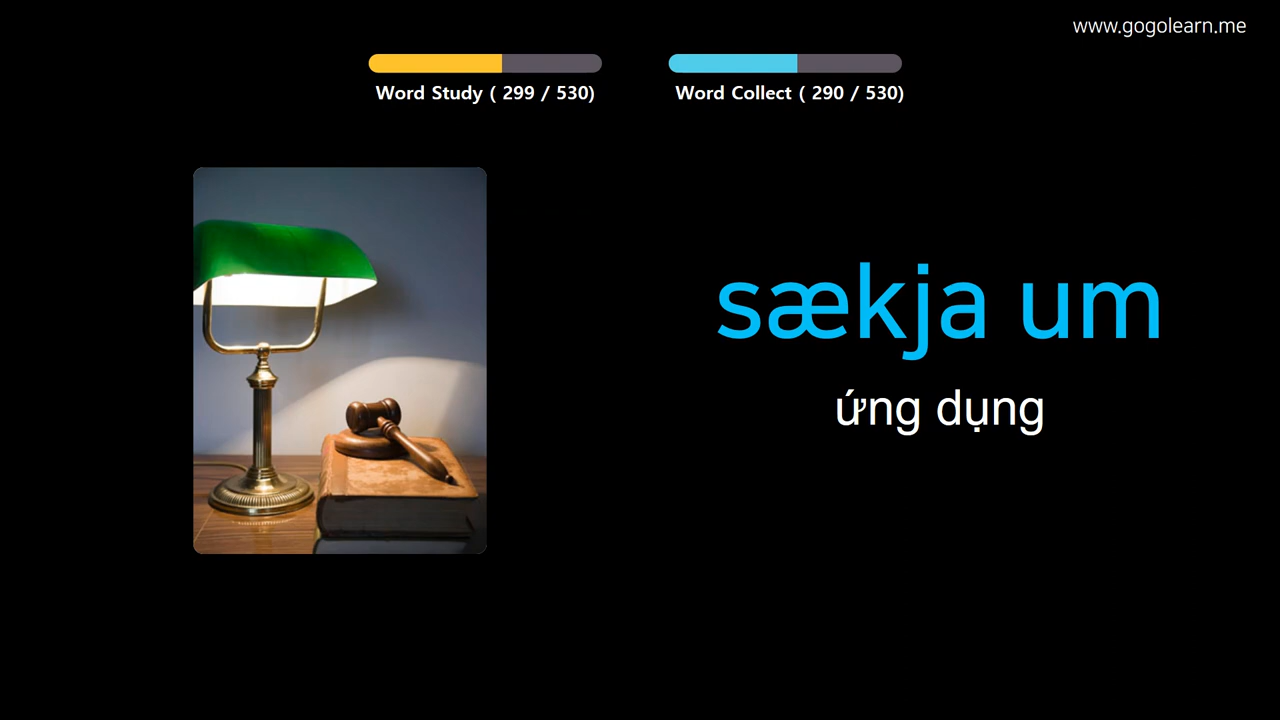 www.gogolearn.me
Word Study ( 299 / 530)
Word Collect ( 290 / 530)
sækja um
ứng dụng